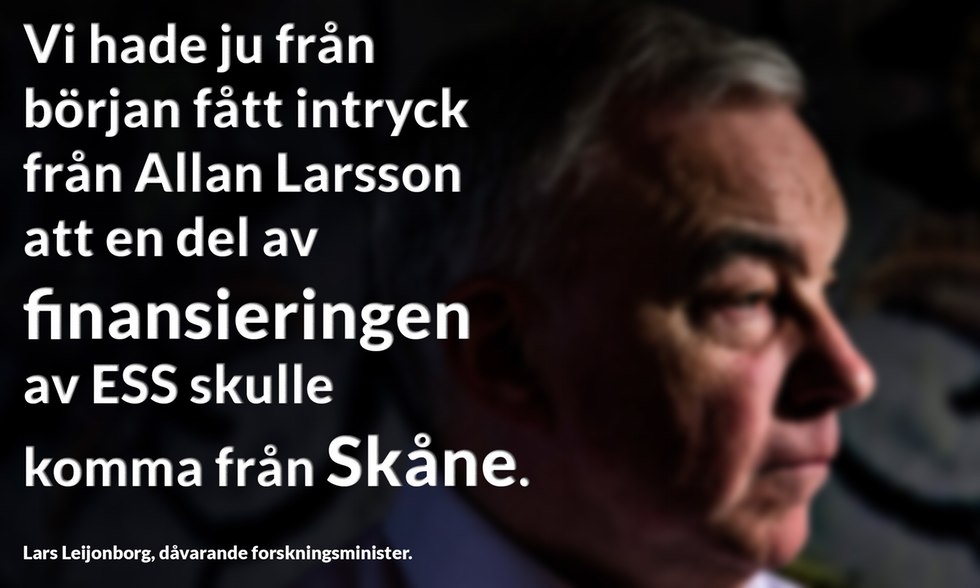 Vi hade ju från
början fått intryck
från Allan Larsson
att en del av
finansieringen
av ESS skulle
komma från Skåne.
Lars Leijonborg, dåvarande forskningsminister.